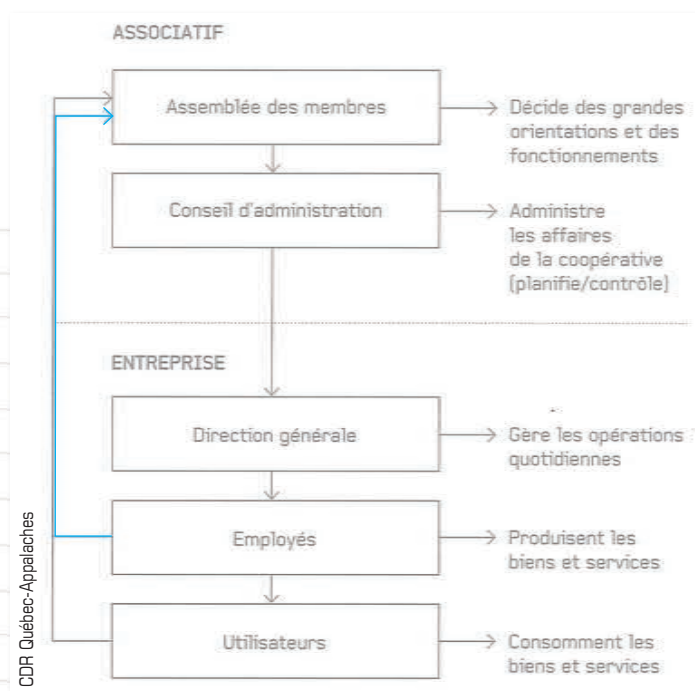 ASSOCIATIF
Assemblée des membres
Décide des grandes
orientations et des
fonctionnements
Conseil d'administration
Administre
les affaires
de la coopérative
(planifie/contrôle)
ENTREPRISE
Direction générale
Gère les opérations
quotidiennes
Employés
Produisent les
biens et services
Utilisateurs
Consomment les
biens et services
CDR Québec-Appalaches